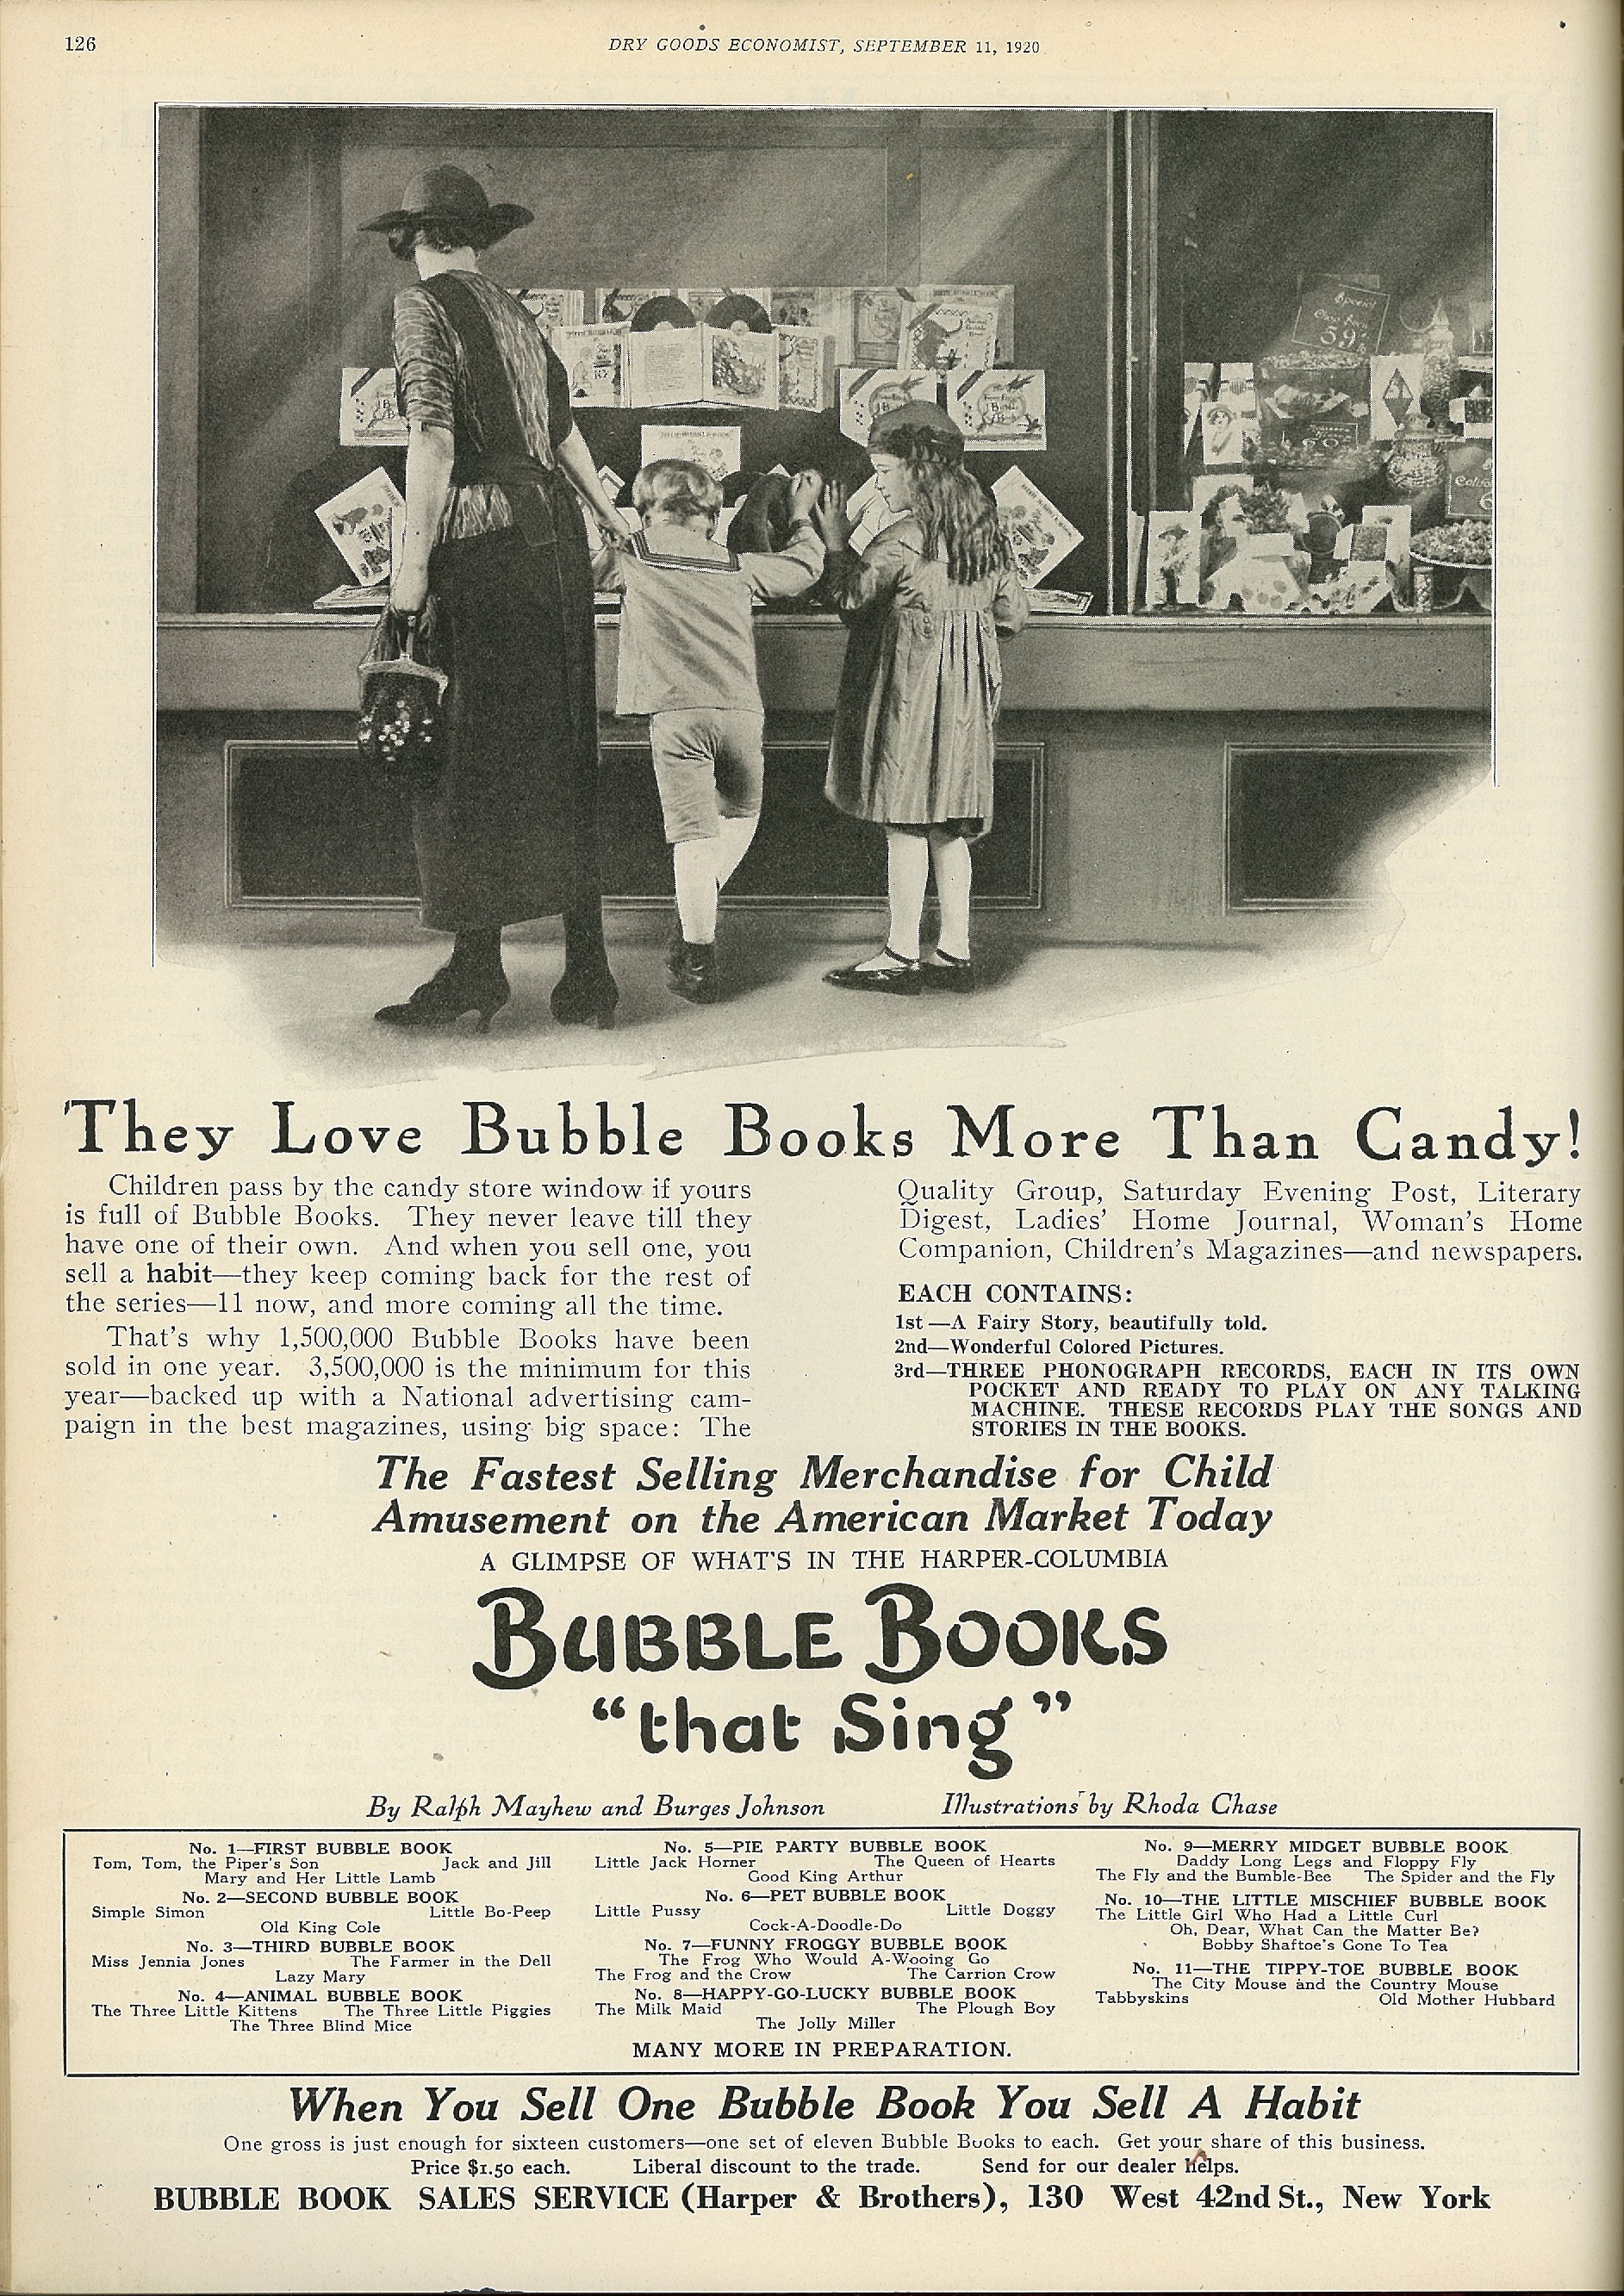 126
DRY GOODS ECONOMIST, SEPTEMBER 11, 1920
Special
59¢
They Love Bubble Books More Than Candy!
Children pass by the candy store window if yours
is full of Bubble Books. They never leave till they
have one of their own. And when you sell one, you
sell a habit—they keep coming back for the rest of
the series—11 now, and more coming all the time.
That's why 1,500,000 Bubble Books have been
sold in one year. 3,500,000 is the minimum for this
year—backed up with a National advertising cam-
paign in the best magazines, using big space: The
Quality Group, Saturday Evening Post, Literary
Digest, Ladies' Home Journal, Woman's Home
Companion, Children's Magazines—and newspapers.
EACH CONTAINS:
1st—A Fairy Story, beautifully told.
2nd—Wonderful Colored Pictures.
3rd—THREE PHONOGRAPH RECORDS, EACH IN ITS OWN
POCKET AND READY TO PLAY ON ANY TALKING
MACHINE. THESE RECORDS PLAY THE SONGS AND
STORIES IN THE BOOKS.
The Fastest Selling Merchandise for Child
Amusement on the American Market Today
A GLIMPSE OF WHAT'S IN THE HARPER-COLUMBIA
BUBBLE BOOKS
"that Sing"
By Ralph Mayhew and Burges Johnson Illustrations by Rhoda Chase
No. 1—FIRST BUBBLE BOOK
Tom, Tom, the Piper's Son Jack and Jill
Mary and Her Little Lamb
No. 2—SECOND BUBBLE BOOK
Simple Simon Little Bo-Peep
Old King Cole
No. 3—THIRD BUBBLE BOOK
Miss Jennia Jones The Farmer in the Dell
Lazy Mary
No. 4—ANIMAL BUBBLE BOOK
The Three Little Kittens The Three Little Piggies
The Three Blind Mice
No. 5—PIE PARTY BUBBLE BOOK
Little Jack Horner The Queen of Hearts
Good King Arthur
No. 6—PET BUBBLE BOOK
Little Pussy Little Doggy
Cock-A-Doodle-Do
No. 7—FUNNY FROGGY BUBBLE BOOK
The Frog Who Would A-Wooing Go
The Frog and the Crow The Carrion Crow
No. 8—HAPPY-GO-LUCKY BUBBLE BOOK
The Milk Maid The Plough Boy
The Jolly Miller
No. 9—MERRY MIDGET BUBBLE BOOK
Daddy Long Legs and Floppy Fly
The Fly and the Bumble-Bee The Spider and the Fly
No. 10—THE LITTLE MISCHIEF BUBBLE BOOK
The Little Girl Who Had a Little Curl
Oh, Dear, What Can the Matter Be?
Bobby Shaftoe's Gone To Tea
No. 11—THE TIPPY-TOE BUBBLE BOOK
The City Mouse and the Country Mouse
Tabbyskins Old Mother Hubbard
MANY MORE IN PREPARATION.
When You Sell One Bubble Book You Sell A Habit
One gross is just enough for sixteen customers—one set of eleven Bubble Books to each. Get your share of this business.
Price $1.50 each. Liberal discount to the trade. Send for our dealer helps.
BUBBLE BOOK SALES SERVICE (Harper & Brothers), 130 West 42nd St., New York